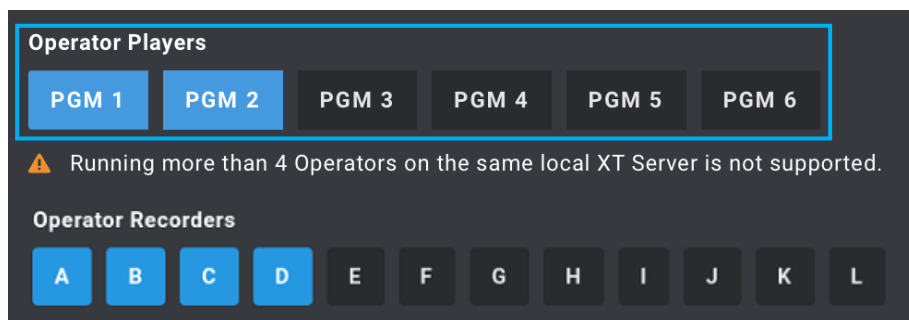 Operator Players
PGM 1 PGM 2 PGM 3 PGM 4 PGM 5 PGM 6
Running more than 4 Operators on the same local XT Server is not supported.
Operator Recorders
A B C D E F G H I J K L